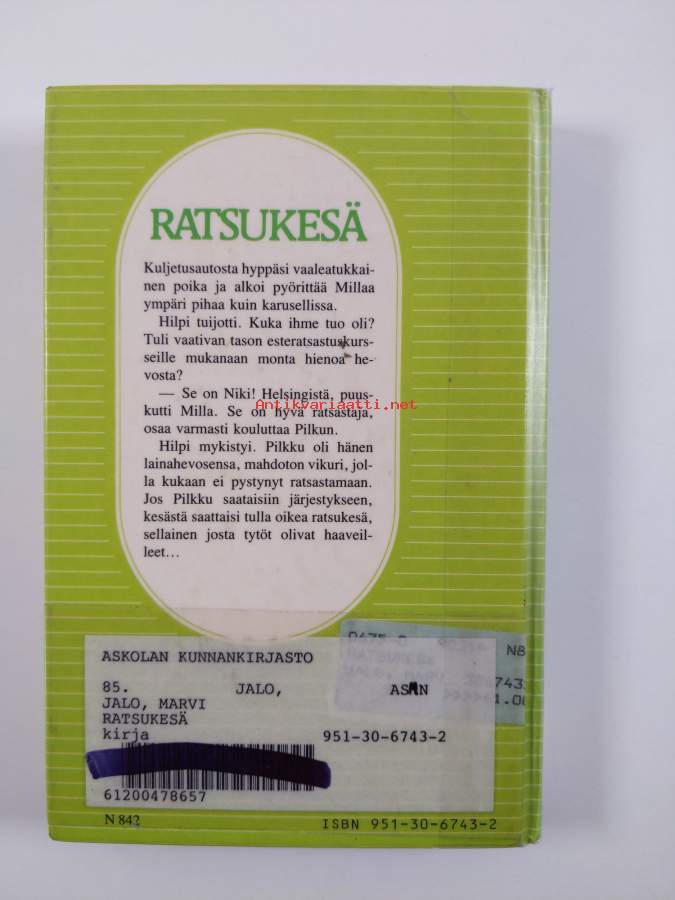 RATSUKESÄ
Kuljetusautosta hyppäsi vaaleatukkai-
nen poika ja alkoi pyörittää Millaa
ympäri pihaa kuin karusellissa.
Hilpi tuijotti. Kuka ihme tuo oli?
Tuli vaativan tason esteratsastuskurs-
seille mukanaan monta hienoa he-
vosta?
— Se on Niki! Helsingistä, puus-
kutti Milla. Se on hyvä ratsastaja,
osaa varmasti kouluttaa Pilkun.
Hilpi mykistyi. Pilkku oli hänen
lainahevosensa, mahdoton vikuri, jol-
la kukaan ei pystynyt ratsastamaan.
Jos Pilkku saataisiin järjestykseen,
kesästä saattaisi tulla oikea ratsukesä,
sellainen josta tytöt olivat haaveil-
leet...
Antikvariaatti.net
ASKOLAN KUNNANKIRJASTO
N8
85. JALO, ASKN
JALO, MARVI
RATSUKESÄ
kirja 951-30-6743-2
61200478657
N 842 ISBN 951-30-6743-2